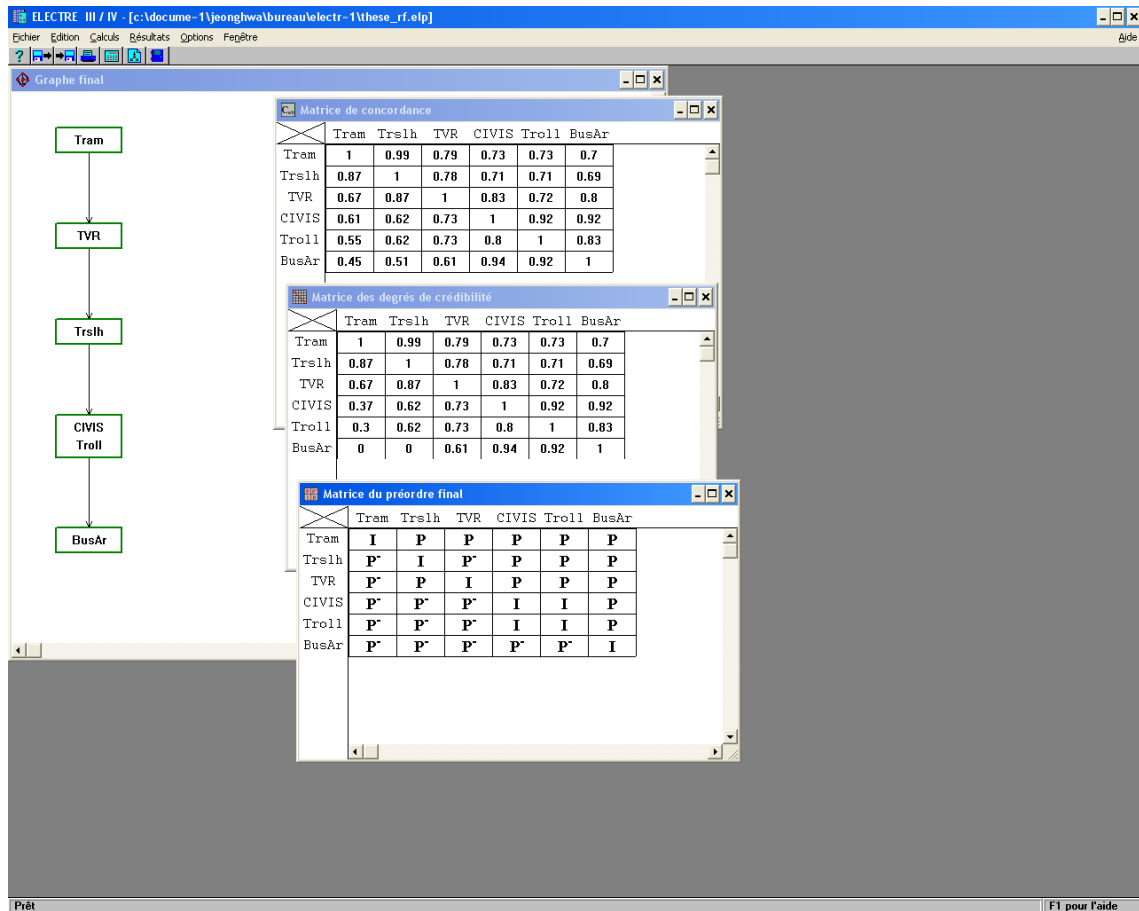 ELECTRE III / IV - [c:\docume~1\jeonghwa\bureau\electr~1\these_rf.elp]
Fichier Edition Calculs Résultats Options Fenêtre Aide
?
Graphe final
Tram
TVR
Trslh
CIVIS
Troll
BusAr
Matrice de concordance
Tram Trslh TVR CIVIS Troll BusAr
Tram 1 0.99 0.79 0.73 0.73 0.7
Trslh 0.87 1 0.78 0.71 0.71 0.69
TVR 0.67 0.87 1 0.83 0.72 0.8
CIVIS 0.61 0.62 0.73 1 0.92 0.92
Troll 0.55 0.62 0.73 0.8 1 0.83
BusAr 0.45 0.51 0.61 0.94 0.92 1
Matrice des degrés de crédibilité
Tram Trslh TVR CIVIS Troll BusAr
Tram 1 0.99 0.79 0.73 0.73 0.7
Trslh 0.87 1 0.78 0.71 0.71 0.69
TVR 0.67 0.87 1 0.83 0.72 0.8
CIVIS 0.37 0.62 0.73 1 0.92 0.92
Troll 0.3 0.62 0.73 0.8 1 0.83
BusAr 0 0 0.61 0.94 0.92 1
Matrice du préordre final
Tram Trslh TVR CIVIS Troll BusAr
Tram I P P P P P
Trslh P⁻ I P⁻ P P P
TVR P⁻ P I P P P
CIVIS P⁻ P⁻ P⁻ I I P
Troll P⁻ P⁻ P⁻ I I P
BusAr P⁻ P⁻ P⁻ P⁻ P⁻ I
Prêt F1 pour l'aide